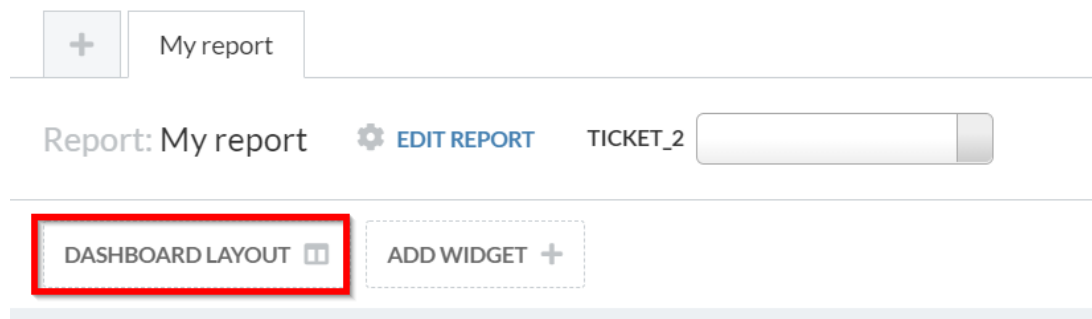 My report
Report: My report EDIT REPORT TICKET_2
DASHBOARD LAYOUT ADD WIDGET